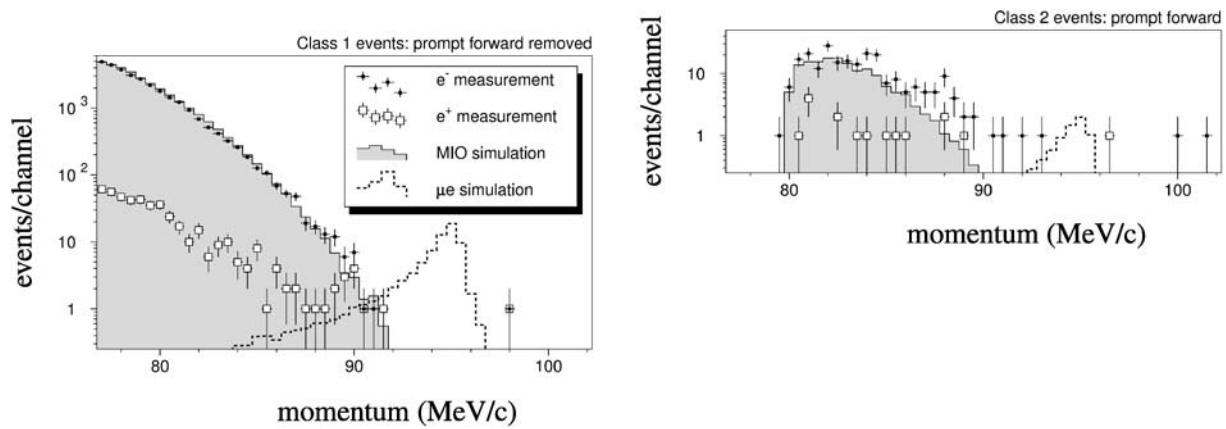 Class 1 events: prompt forward removed
events/channel
10³
10²
10
1
e⁻ measurement
e⁺ measurement
MIO simulation
μe simulation
80
90
100
momentum (MeV/c)
Class 2 events: prompt forward
events/channel
10
1
80
90
100
momentum (MeV/c)